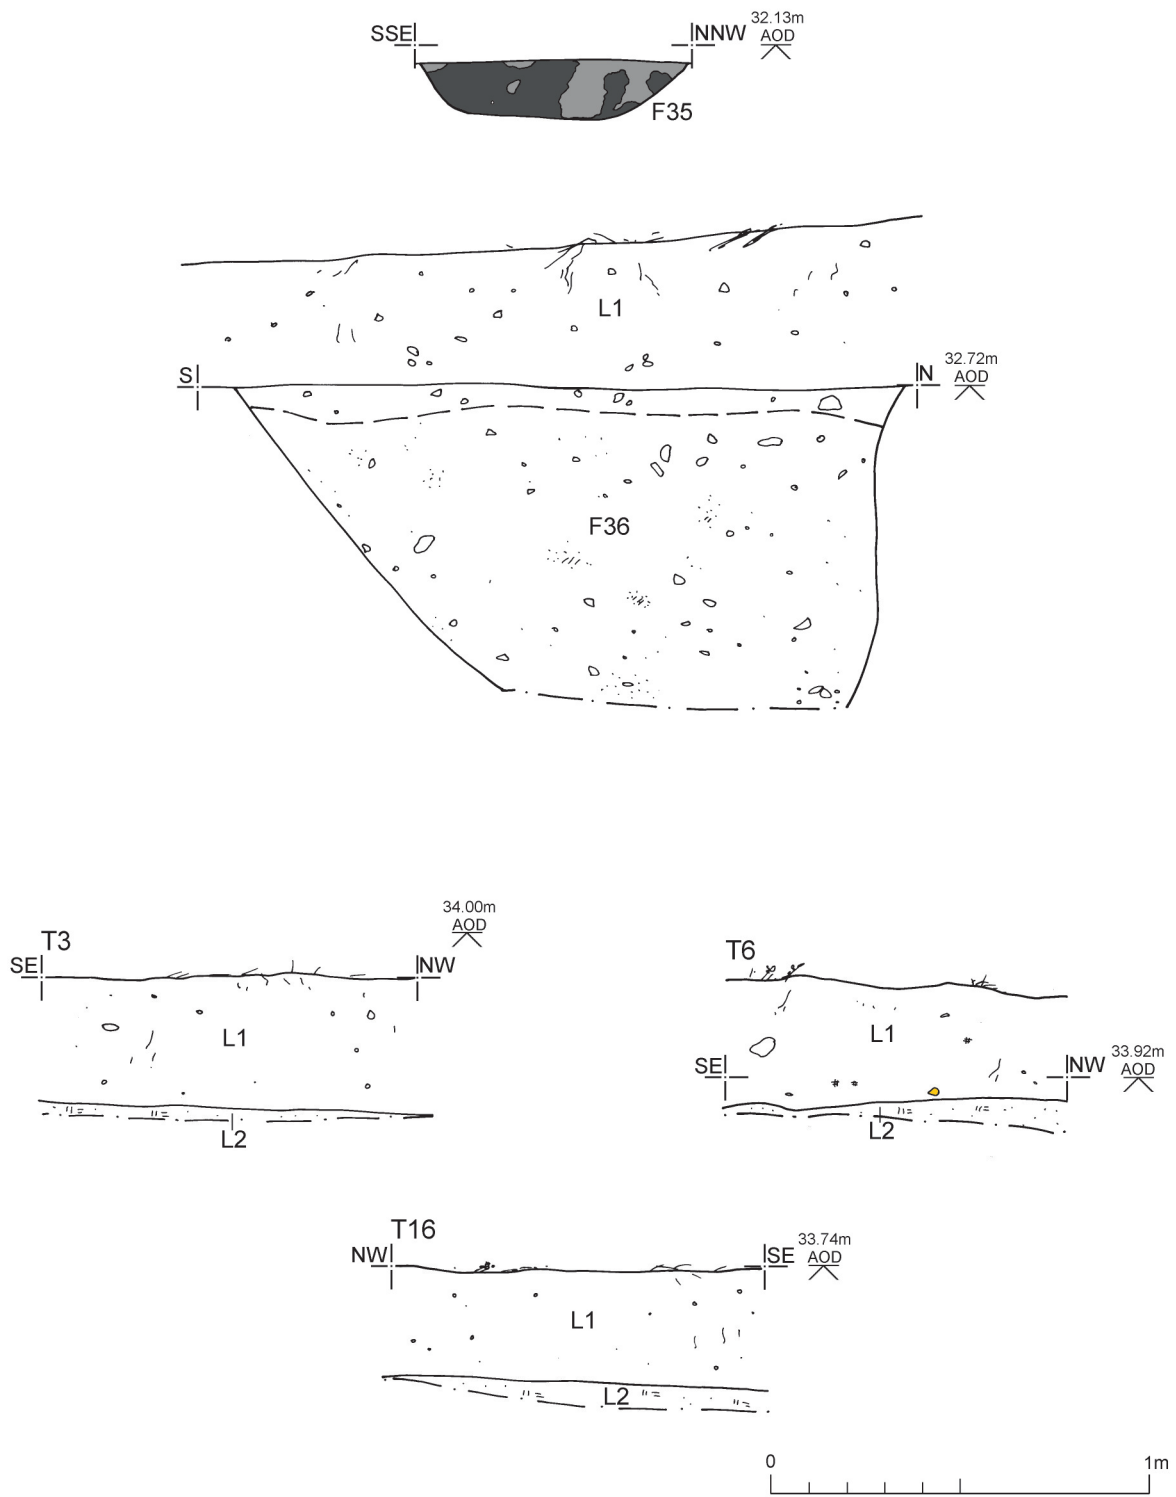 SSE
NNW
32.13m
AOD
F35
L1
S
N
32.72m
AOD
F36
34.00m
AOD
T3
SE
NW
L1
L2
T6
L1
SE
NW
33.92m
AOD
L2
T16
NW
SE
33.74m
AOD
L1
L2
0
1m